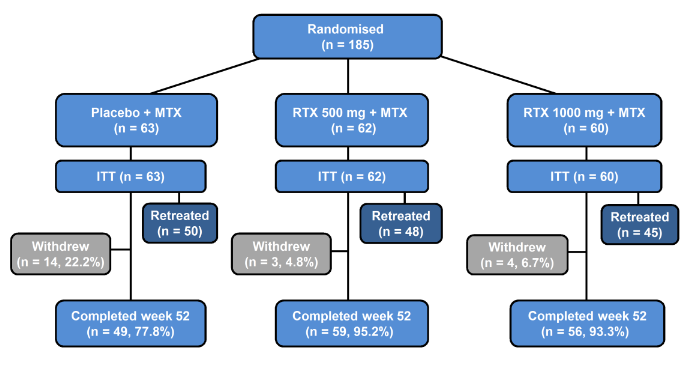 Randomised
(n = 185)
Placebo + MTX
(n = 63)
RTX 500 mg + MTX
(n = 62)
RTX 1000 mg + MTX
(n = 60)
ITT (n = 63)
ITT (n = 62)
ITT (n = 60)
Retreated
(n = 50)
Retreated
(n = 48)
Retreated
(n = 45)
Withdrew
(n = 14, 22.2%)
Withdrew
(n = 3, 4.8%)
Withdrew
(n = 4, 6.7%)
Completed week 52
(n = 49, 77.8%)
Completed week 52
(n = 59, 95.2%)
Completed week 52
(n = 56, 93.3%)